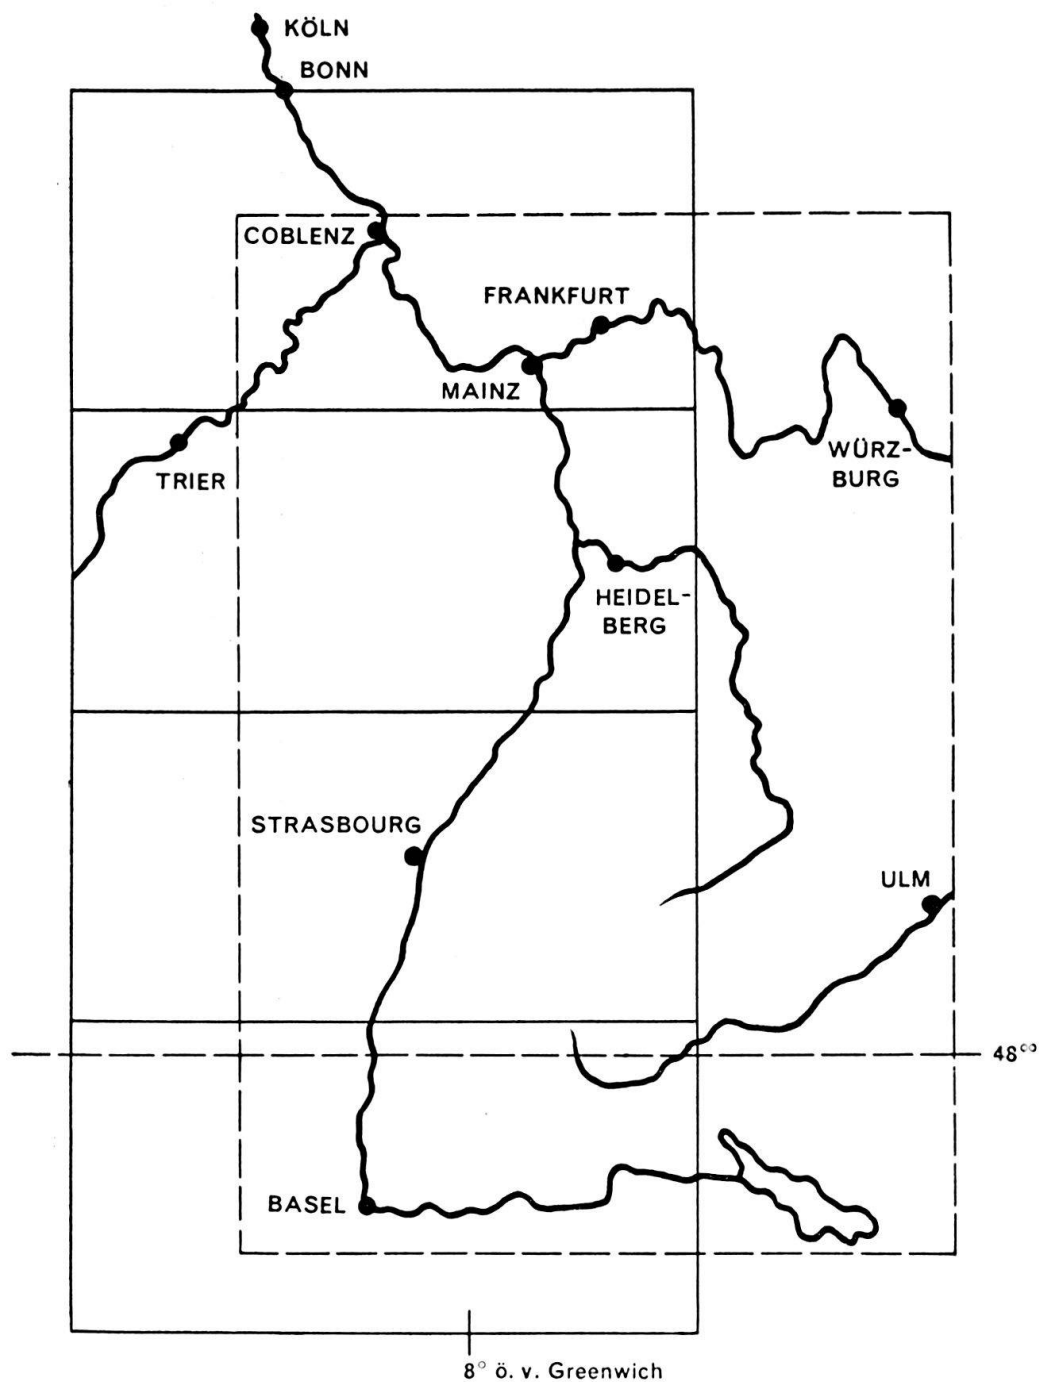 KÖLN
BONN
COBLENZ
FRANKFURT
MAINZ
WÜRZ-
BURG
TRIER
HEIDEL-
BERG
STRASBOURG
ULM
48°°
BASEL
8° ö. v. Greenwich